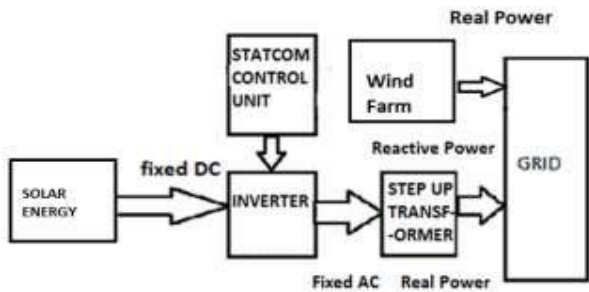 Real Power
STATCOM
CONTROL
UNIT
Wind
Farm
Reactive Power
GRID
fixed DC
SOLAR
ENERGY
INVERTER
STEP UP
TRANSF-
-ORMER
Fixed AC
Real Power